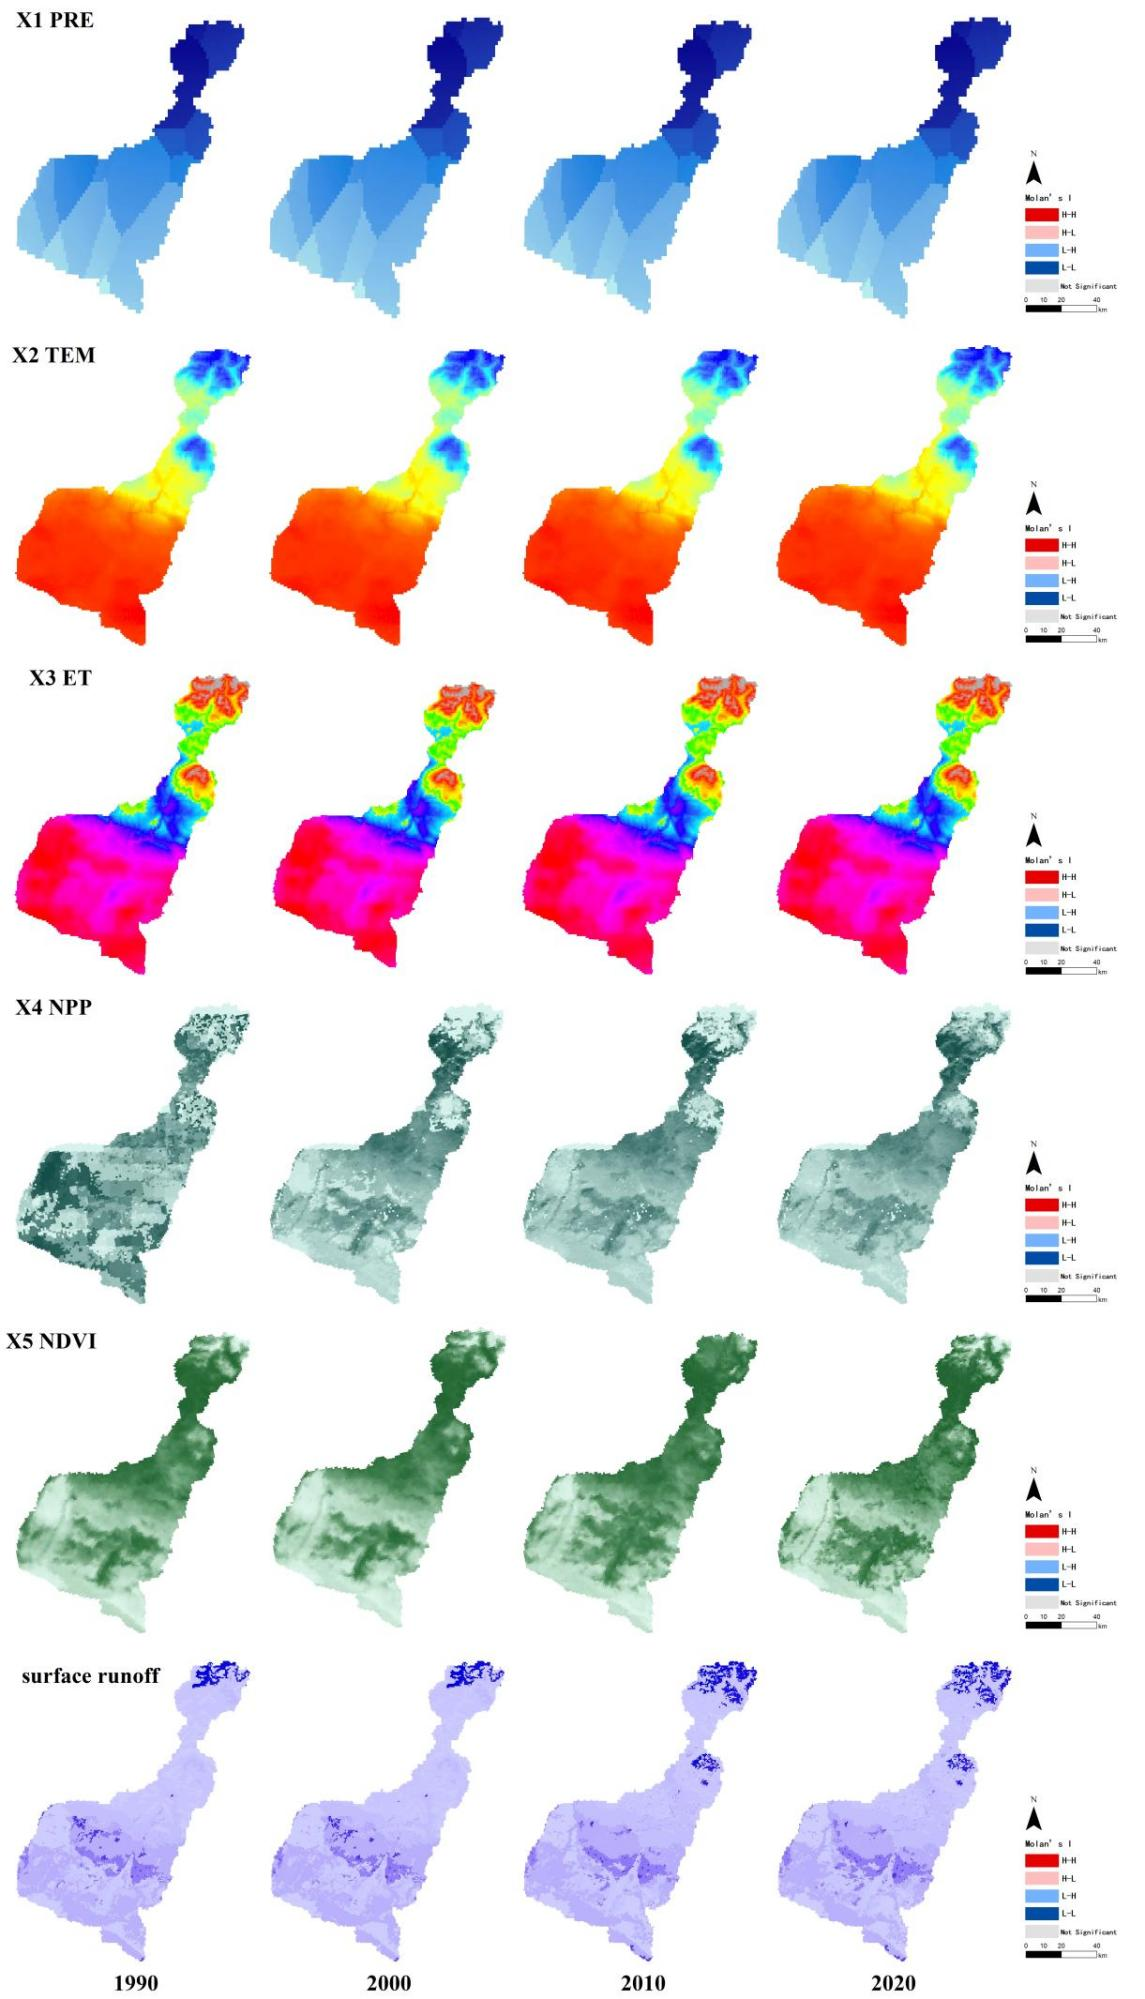 X1 PRE
N
Molan's I
H-H
H-L
L-H
L-L
Not Significant
0 10 20 40
km
X2 TEM
N
Molan's I
H-H
H-L
L-H
L-L
Not Significant
0 10 20 40
km
X3 ET
N
Molan's I
H-H
H-L
L-H
L-L
Not Significant
0 10 20 40
km
X4 NPP
N
Molan's I
H-H
H-L
L-H
L-L
Not Significant
0 10 20 40
km
X5 NDVI
N
Molan's I
H-H
H-L
L-H
L-L
Not Significant
0 10 20 40
km
surface runoff
N
Molan's I
H-H
H-L
L-H
L-L
Not Significant
0 10 20 40
km
1990 2000 2010 2020